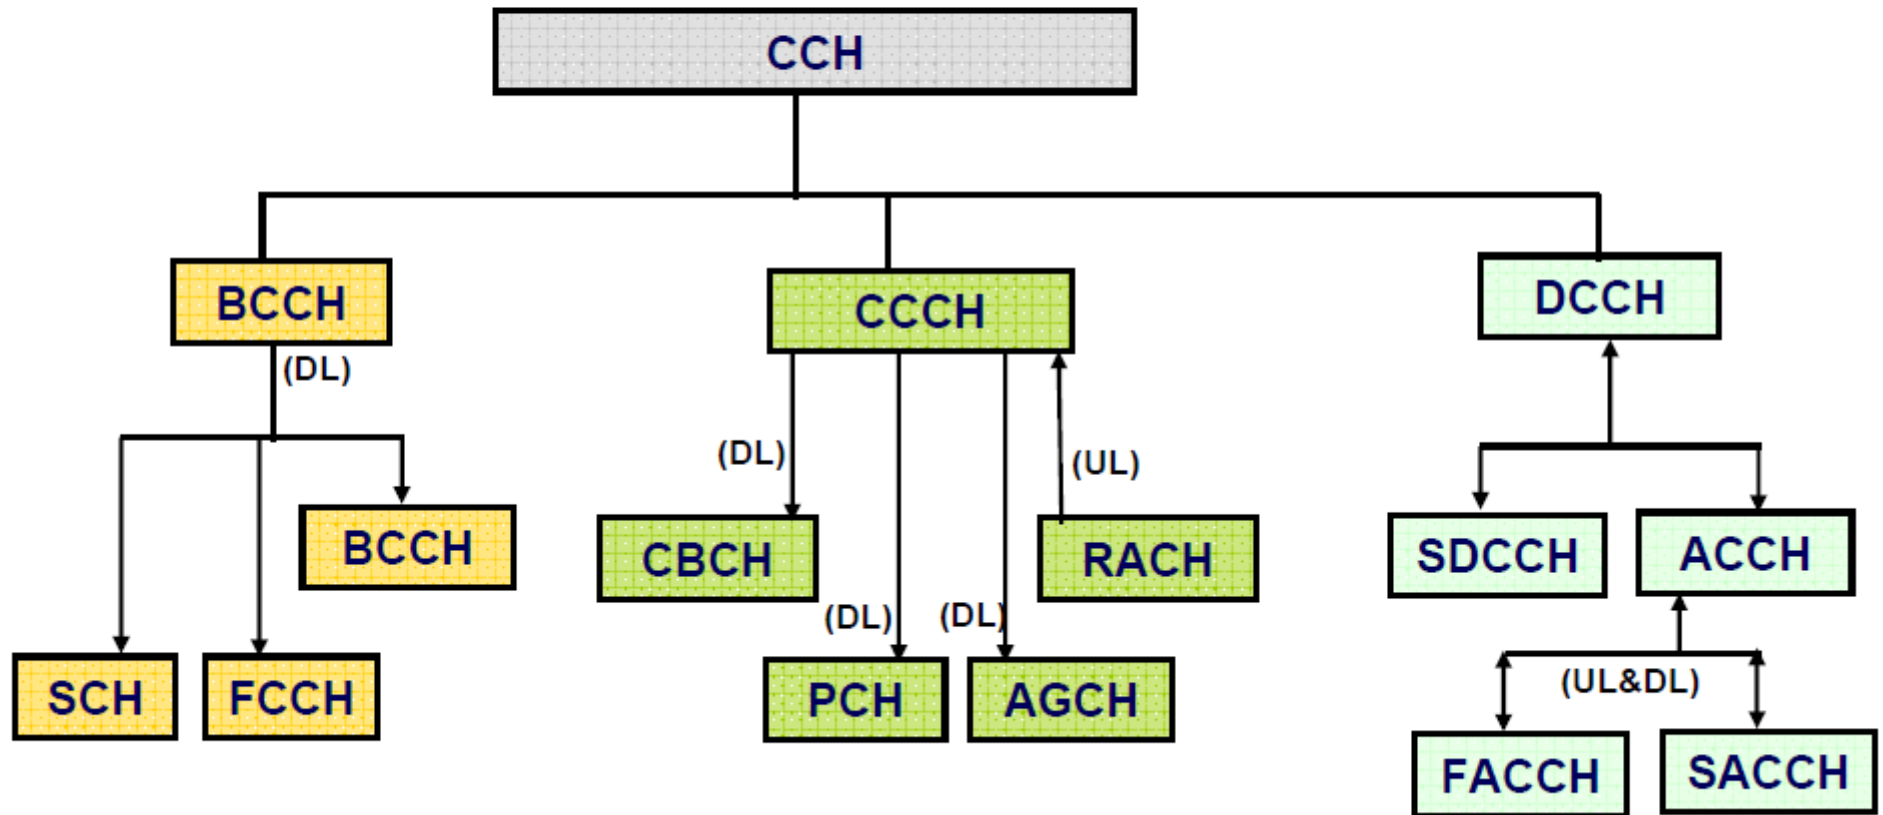 CCH
BCCH
CCCH
DCCH
(DL)
(DL)
(UL)
BCCH
CBCH
RACH
SDCCH
ACCH
(DL)
(DL)
(UL&DL)
SCH
FCCH
PCH
AGCH
FACCH
SACCH